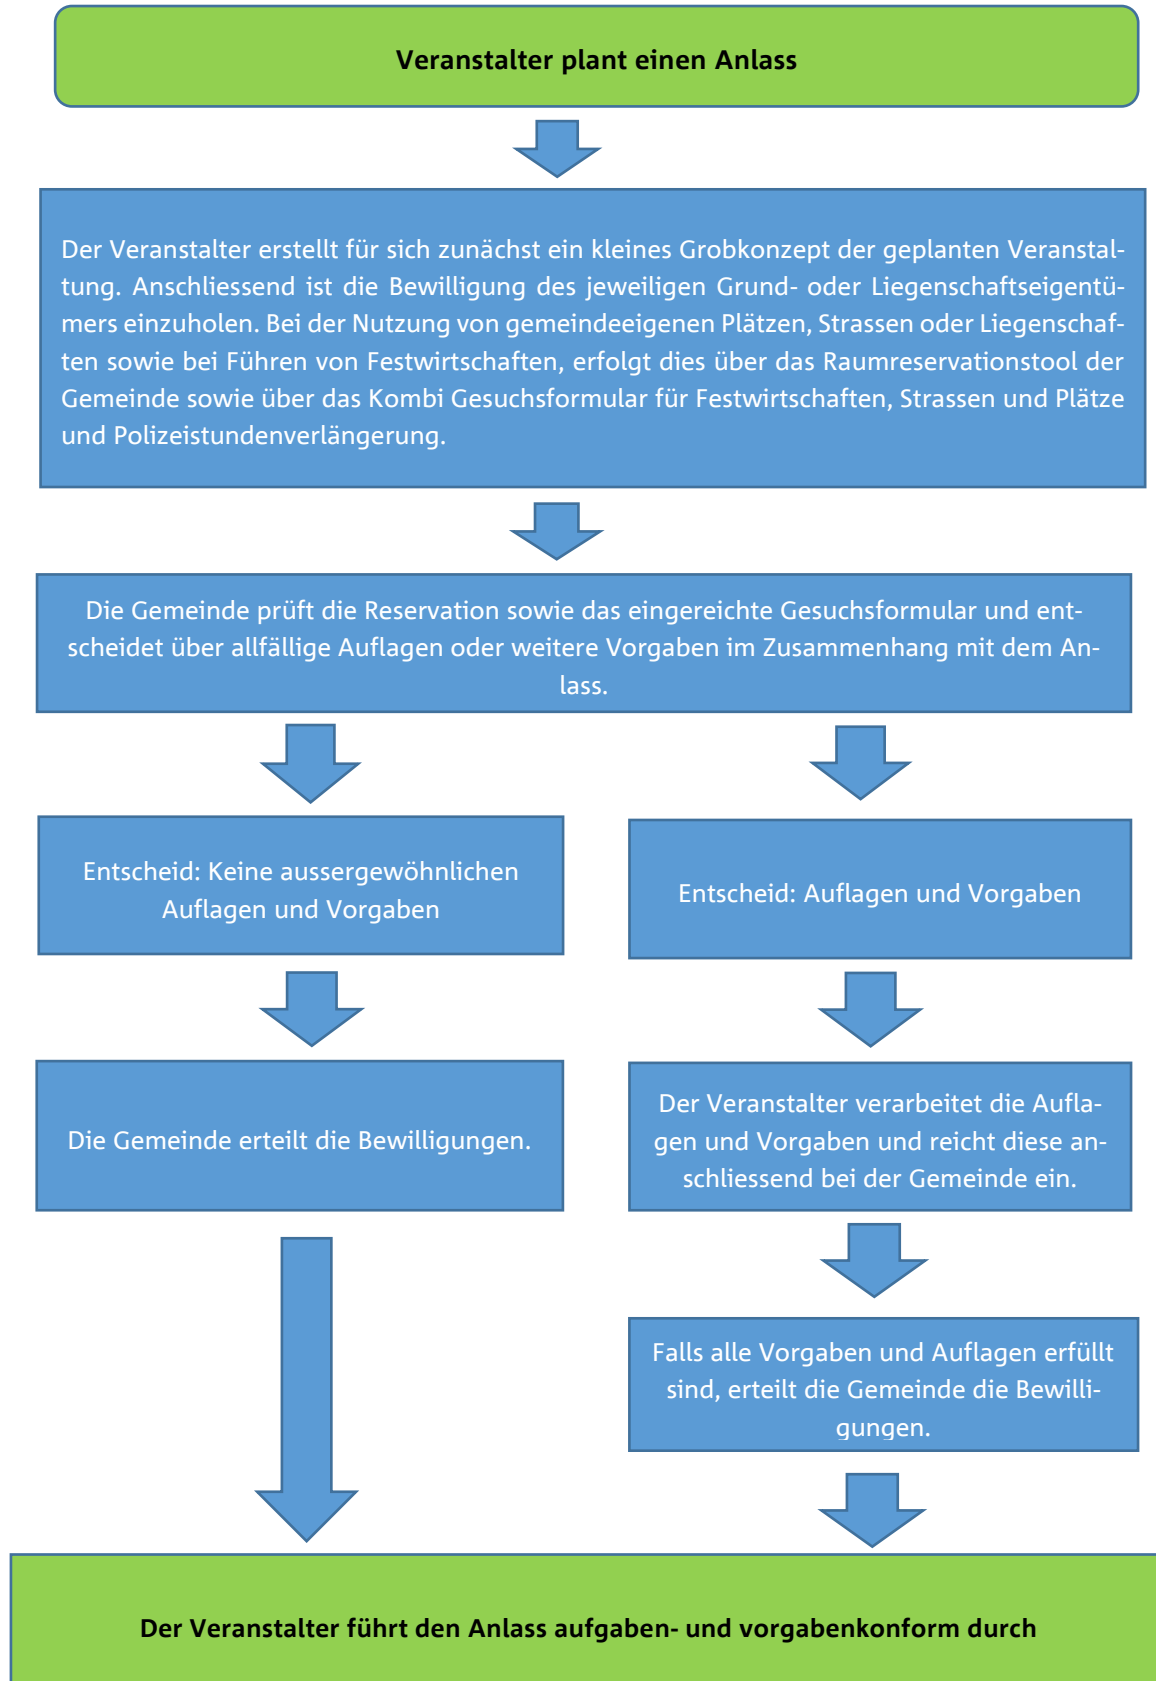 Veranstalter plant einen Anlass
Der Veranstalter erstellt für sich zunächst ein kleines Grobkonzept der geplanten Veranstal-
tung. Anschliessend ist die Bewilligung des jeweiligen Grund- oder Liegenschaftseigentü-
mers einzuholen. Bei der Nutzung von gemeindeeigenen Plätzen, Strassen oder Liegenschaf-
ten sowie bei Führen von Festwirtschaften, erfolgt dies über das Raumreservationstool der
Gemeinde sowie über das Kombi Gesuchsformular für Festwirtschaften, Strassen und Plätze
und Polizeistundenverlängerung.
Die Gemeinde prüft die Reservation sowie das eingereichte Gesuchsformular und ent-
scheidet über allfällige Auflagen oder weitere Vorgaben im Zusammenhang mit dem An-
lass.
Entscheid: Keine aussergewöhnlichen
Auflagen und Vorgaben
Entscheid: Auflagen und Vorgaben
Die Gemeinde erteilt die Bewilligungen.
Der Veranstalter verarbeitet die Aufla-
gen und Vorgaben und reicht diese an-
schliessend bei der Gemeinde ein.
Falls alle Vorgaben und Auflagen erfüllt
sind, erteilt die Gemeinde die Bewilli-
gungen.
Der Veranstalter führt den Anlass aufgaben- und vorgabenkonform durch